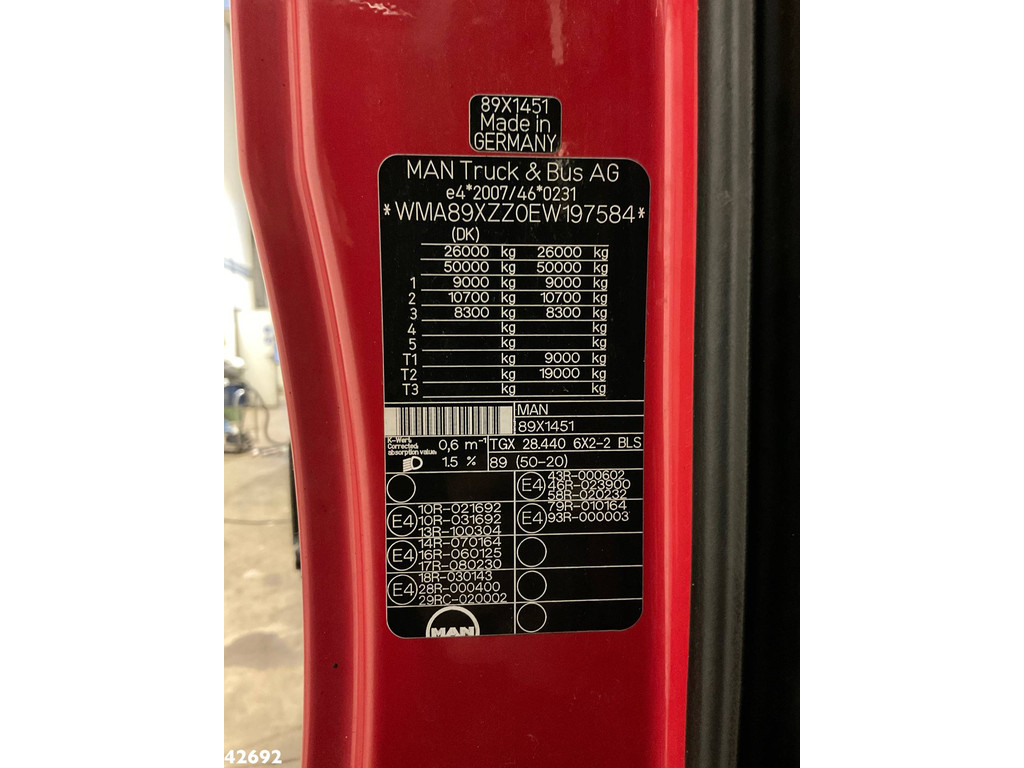 89X1451
Made in
GERMANY
MAN Truck & Bus AG
e4*2007/46*0231
*WMA89XZZ0EW197584*
(DK)
26000 kg 26000 kg
50000 kg 50000 kg
1 9000 kg 9000 kg
2 10700 kg 10700 kg
3 8300 kg 8300 kg
4 kg kg
5 kg kg
T1 kg 9000 kg
T2 kg 19000 kg
T3 kg kg
MAN
89X1451
K-Wert
Corrected
absorption value
0,6 m⁻¹
TGX 28.440 6X2-2 BLS
1.5 %
89 (50-20)
E4 43R-000602
46R-023900
58R-020232
E4 10R-021692
10R-031692
13R-100304
E4 79R-010164
93R-000003
E4 14R-070164
16R-060125
17R-080230
E4 18R-030143
28R-000400
29RC-020002
MAN
42692